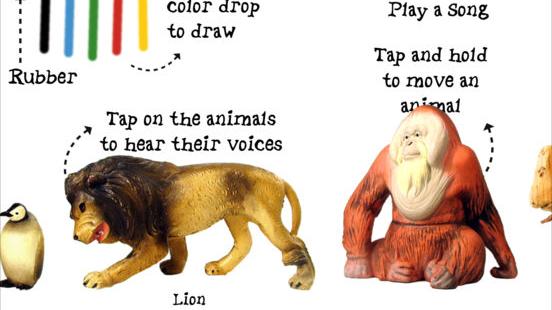 color drop
to draw
Rubber
Play a Song
Tap and hold
to move an
animal
Tap on the animals
to hear their voices
Lion